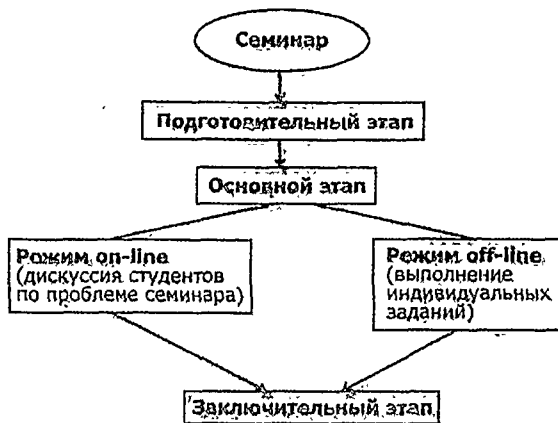 Семинар
Подготовительный этап
Основной этап
Режим on-line
(дискуссия студентов
по проблеме семинара)
Режим off-line
(выполнение
индивидуальных
заданий)
Заключительный этап